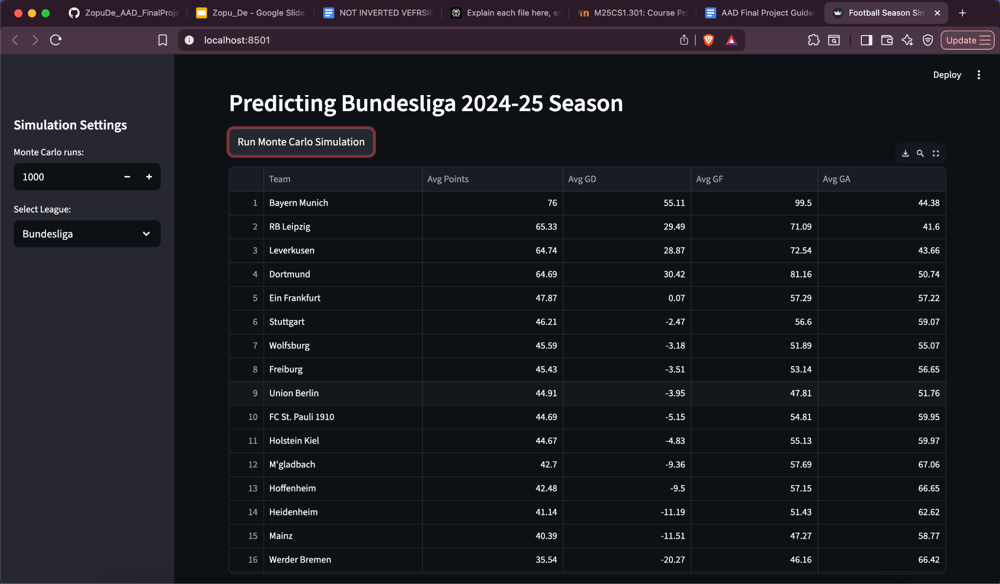 ZopuDe_AAD_FinalProje
Zopu_De - Google Slide
NOT INVERTED VEFRSIO
Explain each file here, es
M25CS1.301: Course Pro
AAD Final Project Guidel
Football Season Sim
localhost:8501
Update
Deploy
Predicting Bundesliga 2024-25 Season
Simulation Settings
Run Monte Carlo Simulation
Monte Carlo runs:
1000
Select League:
Bundesliga
Team Avg Points Avg GD Avg GF Avg GA
1 Bayern Munich 76 55.11 99.5 44.38
2 RB Leipzig 65.33 29.49 71.09 41.6
3 Leverkusen 64.74 28.87 72.54 43.66
4 Dortmund 64.69 30.42 81.16 50.74
5 Ein Frankfurt 47.87 0.07 57.29 57.22
6 Stuttgart 46.21 -2.47 56.6 59.07
7 Wolfsburg 45.59 -3.18 51.89 55.07
8 Freiburg 45.43 -3.51 53.14 56.65
9 Union Berlin 44.91 -3.95 47.81 51.76
10 FC St. Pauli 1910 44.69 -5.15 54.81 59.95
11 Holstein Kiel 44.67 -4.83 55.13 59.97
12 M'gladbach 42.7 -9.36 57.69 67.06
13 Hoffenheim 42.48 -9.5 57.15 66.65
14 Heidenheim 41.14 -11.19 51.43 62.62
15 Mainz 40.39 -11.51 47.27 58.77
16 Werder Bremen 35.54 -20.27 46.16 66.42